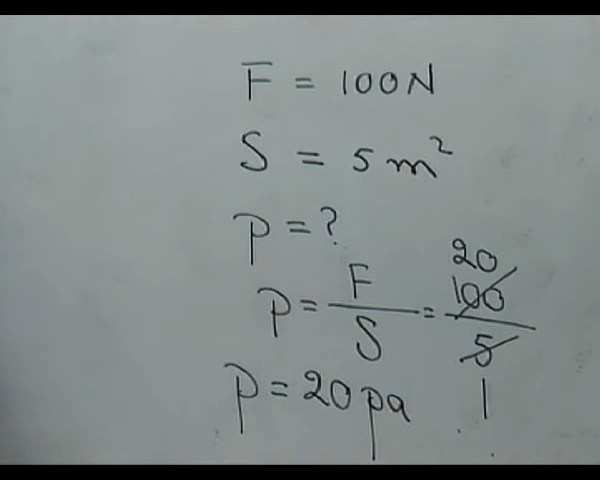 F = 100N
S = 5 m²
P = ?
P = F/S = 100/5
20
1
P = 20 pa